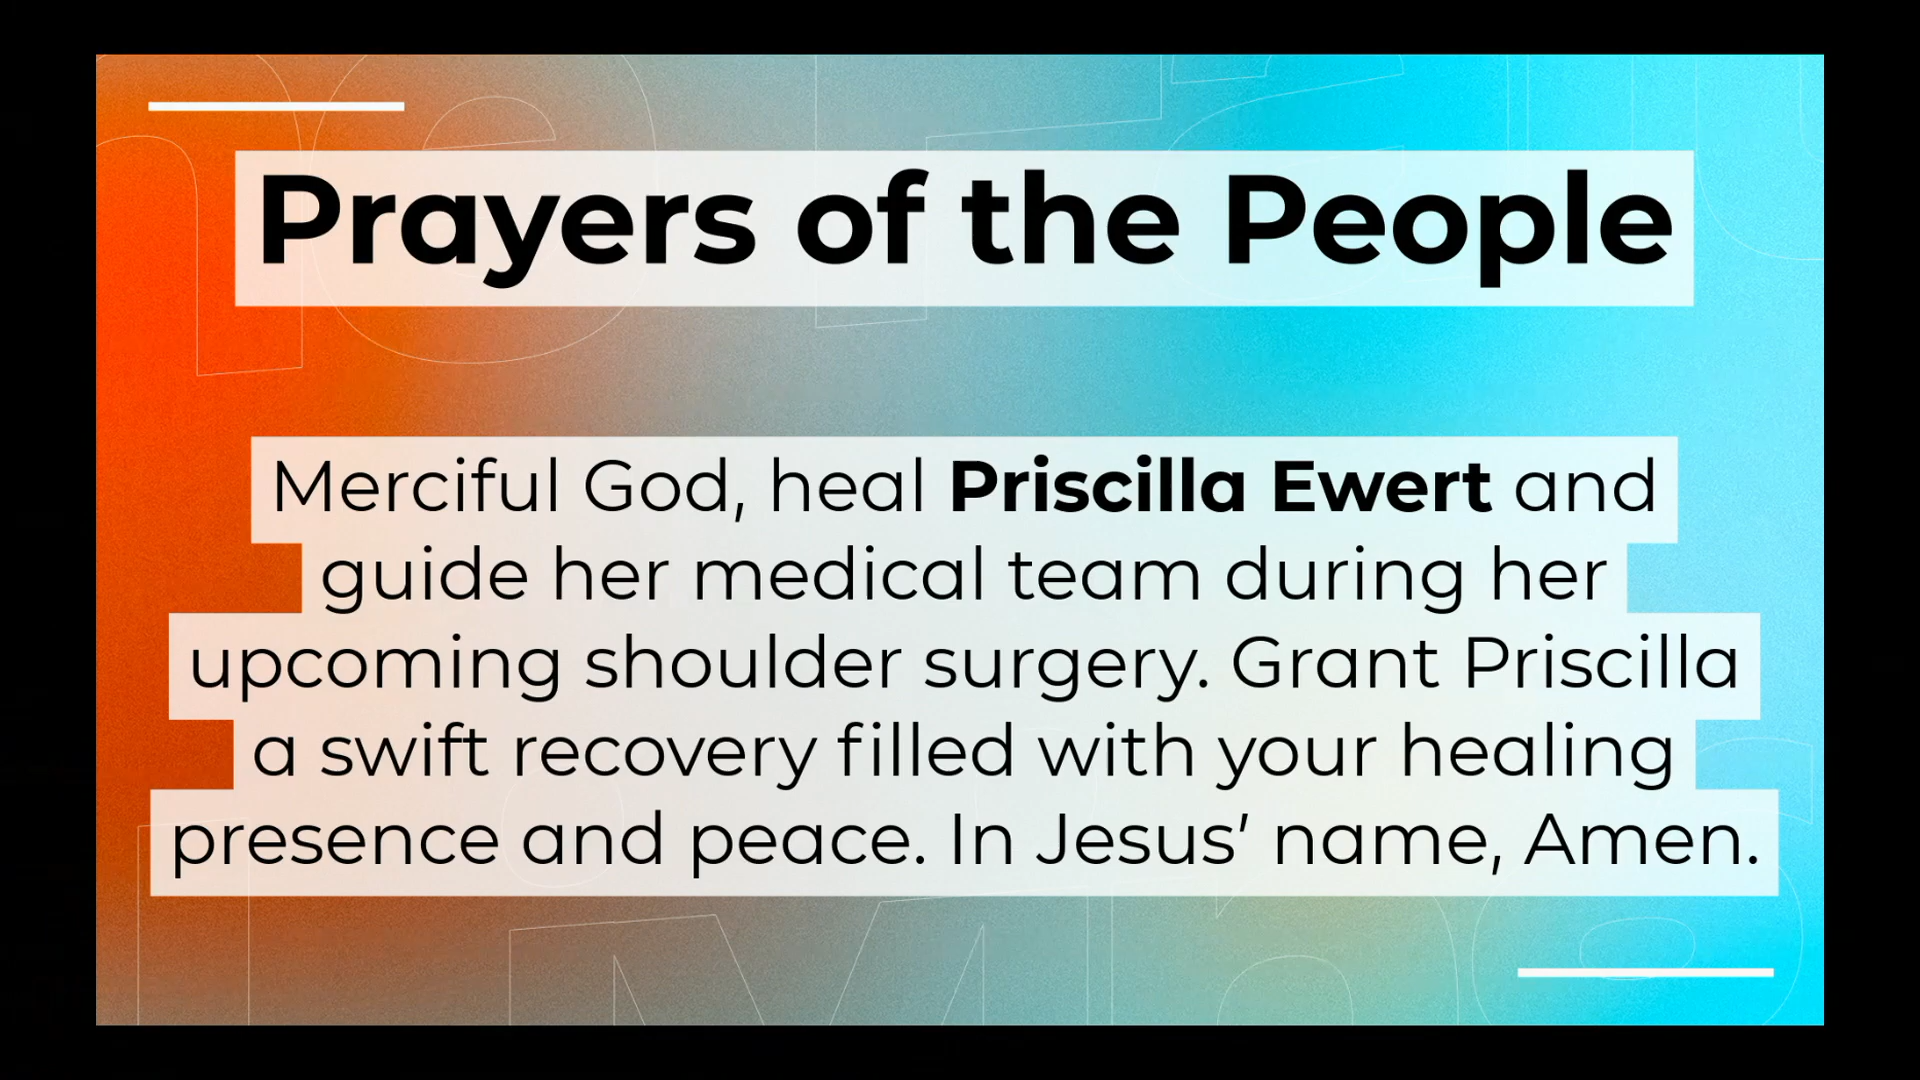 Prayers of the People
Merciful God, heal Priscilla Ewert and
guide her medical team during her
upcoming shoulder surgery. Grant Priscilla
a swift recovery filled with your healing
presence and peace. In Jesus’ name, Amen.